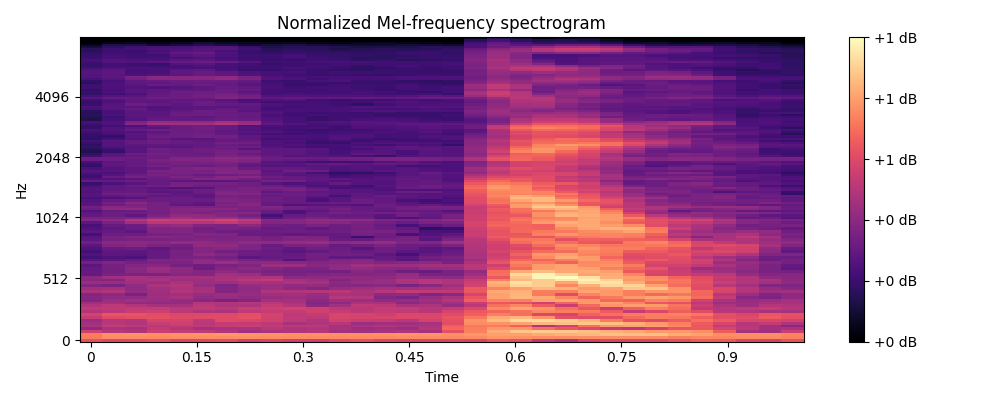 Normalized Mel-frequency spectrogram
Hz
4096
2048
1024
512
0
0 0.15 0.3 0.45 0.6 0.75 0.9
Time
+1 dB
+1 dB
+1 dB
+0 dB
+0 dB
+0 dB